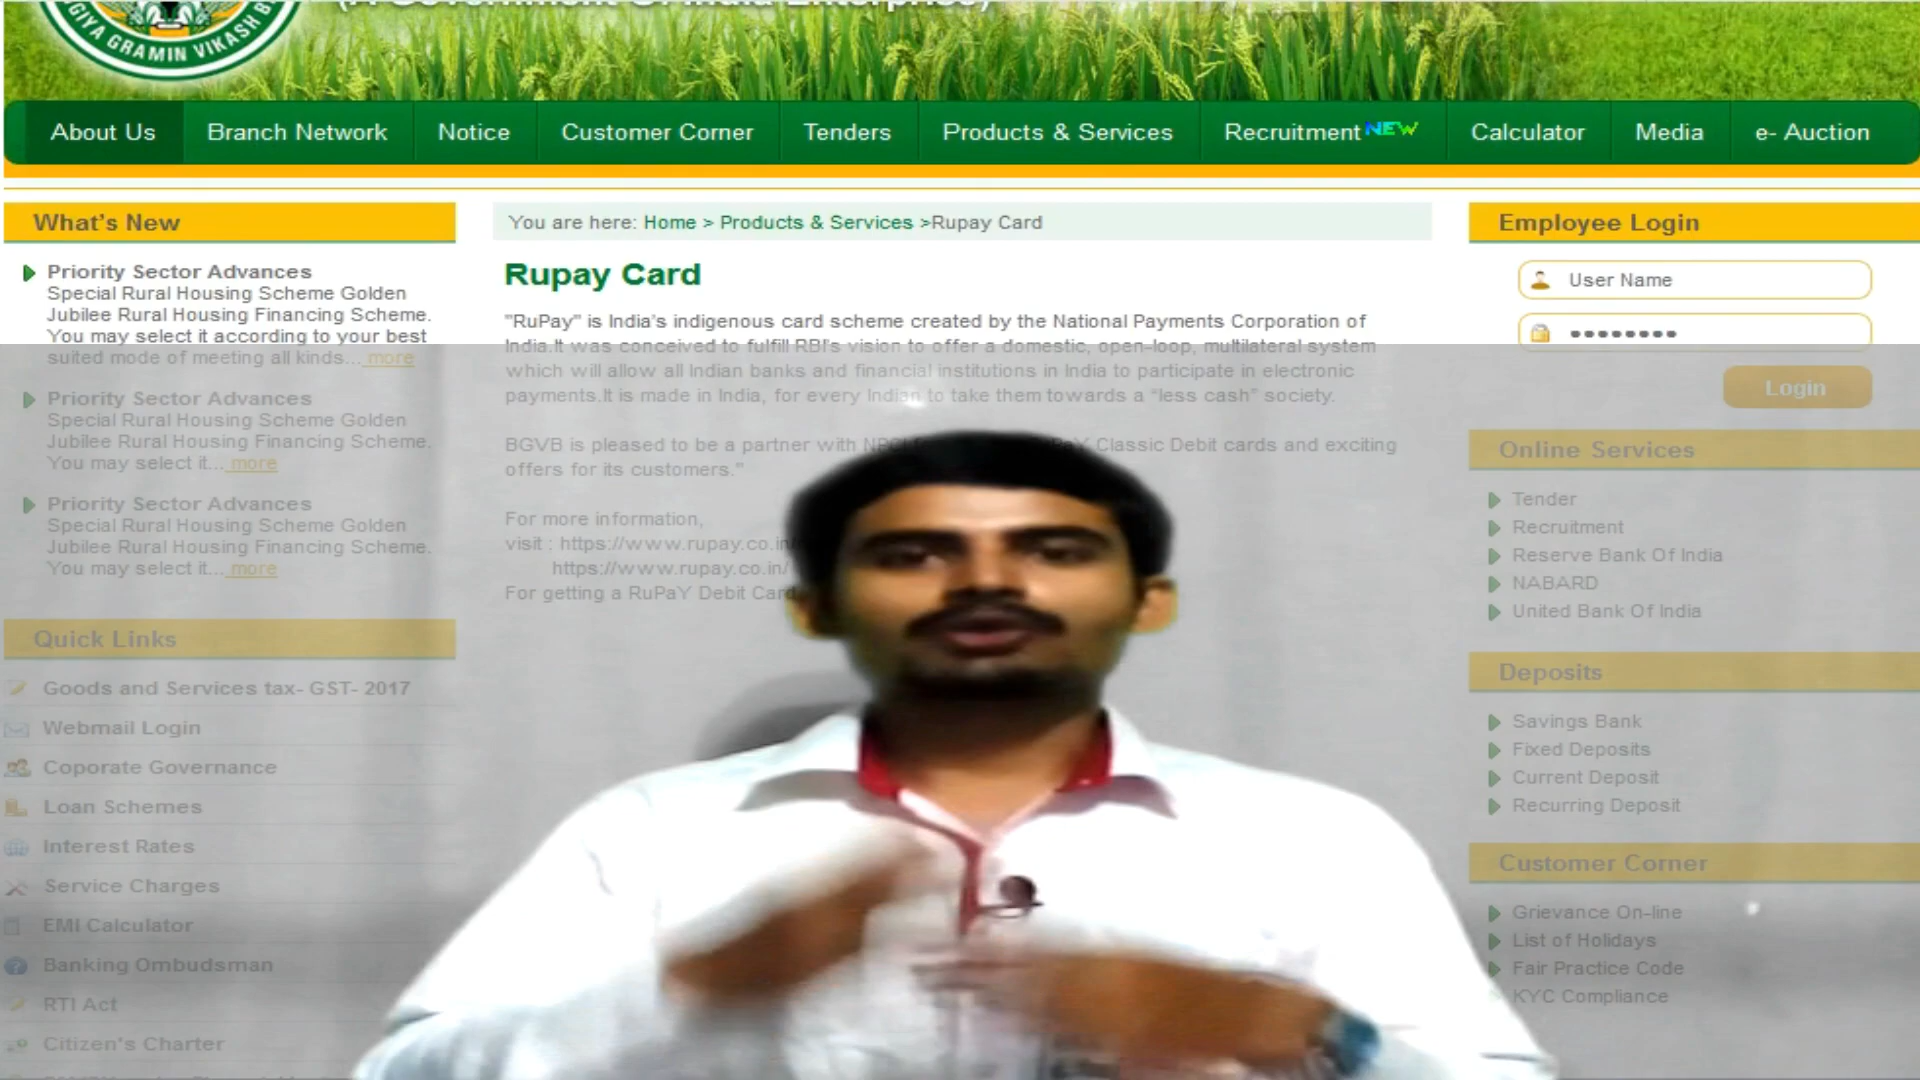 GIYA GRAMIN VIKASH B
(A Government Of India Enterprise)
About Us Branch Network Notice Customer Corner Tenders Products & Services Recruitment NEW Calculator Media e- Auction
What's New
Priority Sector Advances
Special Rural Housing Scheme Golden
Jubilee Rural Housing Financing Scheme.
You may select it according to your best
suited mode of meeting all kinds... more
Priority Sector Advances
Special Rural Housing Scheme Golden
Jubilee Rural Housing Financing Scheme.
You may select it... more
Priority Sector Advances
Special Rural Housing Scheme Golden
Jubilee Rural Housing Financing Scheme.
You may select it... more
Quick Links
Goods and Services tax- GST- 2017
Webmail Login
Coporate Governance
Loan Schemes
Interest Rates
Service Charges
EMI Calculator
Banking Ombudsman
RTI Act
Citizen's Charter
You are here: Home > Products & Services >Rupay Card
Rupay Card
"RuPay" is India's indigenous card scheme created by the National Payments Corporation of
India.It was conceived to fulfill RBI's vision to offer a domestic, open-loop, multilateral system
which will allow all Indian banks and financial institutions in India to participate in electronic
payments.It is made in India, for every Indian to take them towards a "less cash" society.
BGVB is pleased to be a partner with NPCI Classic Debit cards and exciting
offers for its customers."
For more information,
visit : https://www.rupay.co.in/
https://www.rupay.co.in/
For getting a RuPaY Debit Card
Employee Login
User Name
Login
Online Services
Tender
Recruitment
Reserve Bank Of India
NABARD
United Bank Of India
Deposits
Savings Bank
Fixed Deposits
Current Deposit
Recurring Deposit
Customer Corner
Grievance On-line
List of Holidays
Fair Practice Code
KYC Compliance